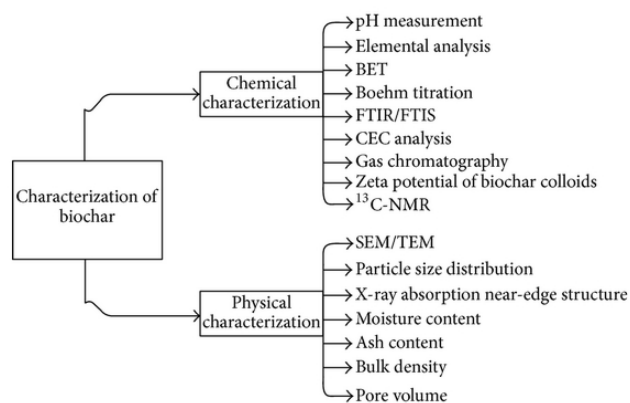 Characterization of
biochar
Chemical
characterization
pH measurement
Elemental analysis
BET
Boehm titration
FTIR/FTIS
CEC analysis
Gas chromatography
Zeta potential of biochar colloids
¹³C-NMR
Physical
characterization
SEM/TEM
Particle size distribution
X-ray absorption near-edge structure
Moisture content
Ash content
Bulk density
Pore volume